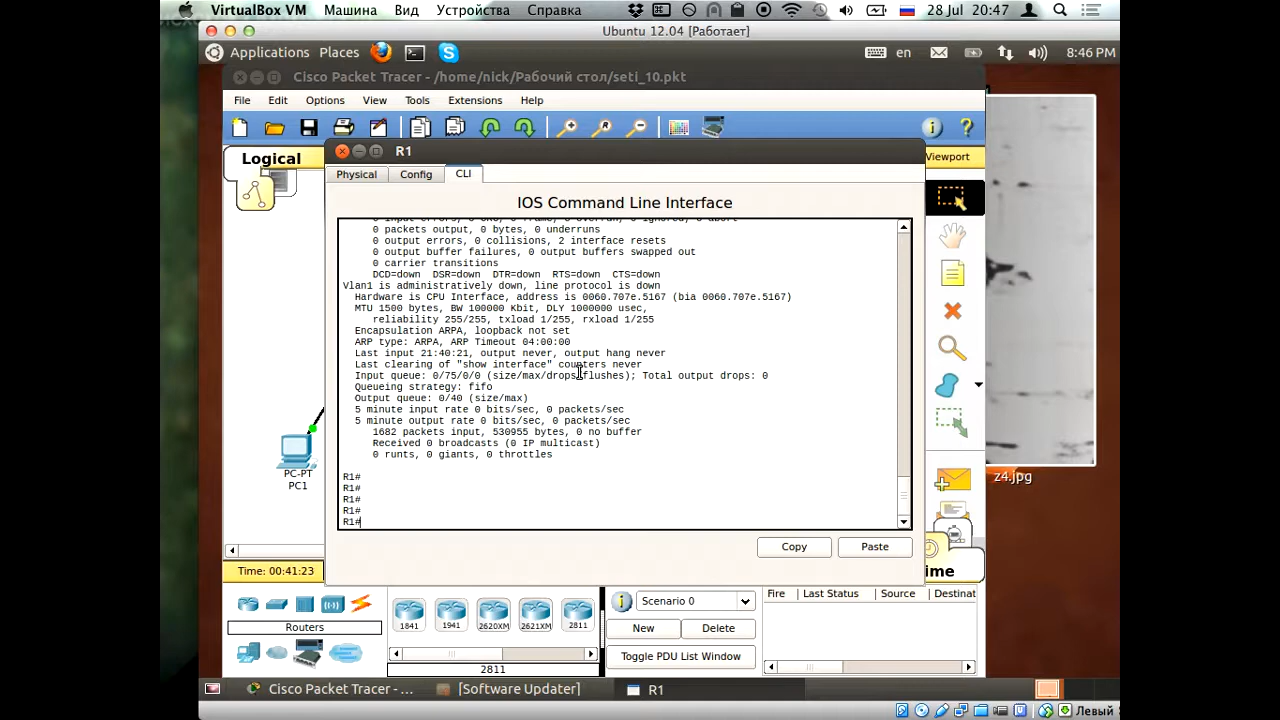 VirtualBox VM Машина Вид Устройства Справка 28 Jul 20:47
Ubuntu 12.04 [Работает]
Applications Places en 8:46 PM
Cisco Packet Tracer - /home/nick/Рабочий стол/seti_10.pkt
File Edit Options View Tools Extensions Help
Logical
R1
Viewport
Physical Config CLI
IOS Command Line Interface
0 packets output, 0 bytes, 0 underruns
0 output errors, 0 collisions, 2 interface resets
0 output buffer failures, 0 output buffers swapped out
0 carrier transitions
DCD=down DSR=down DTR=down RTS=down CTS=down
Vlan1 is administratively down, line protocol is down
Hardware is CPU Interface, address is 0060.707e.5167 (bia 0060.707e.5167)
MTU 1500 bytes, BW 100000 Kbit, DLY 1000000 usec,
reliability 255/255, txload 1/255, rxload 1/255
Encapsulation ARPA, loopback not set
ARP type: ARPA, ARP Timeout 04:00:00
Last input 21:40:21, output never, output hang never
Last clearing of "show interface" counters never
Input queue: 0/75/0/0 (size/max/drops/flushes); Total output drops: 0
Queueing strategy: fifo
Output queue: 0/40 (size/max)
5 minute input rate 0 bits/sec, 0 packets/sec
5 minute output rate 0 bits/sec, 0 packets/sec
1682 packets input, 530955 bytes, 0 no buffer
Received 0 broadcasts (0 IP multicast)
0 runts, 0 giants, 0 throttles
R1#
R1#
R1#
R1#
R1#
PC-PT
PC1
z4.jpg
Copy Paste
Time: 00:41:23
ime
Routers
1841 1941 2620XM 2621XM 2811
2811
Scenario 0
New Delete
Toggle PDU List Window
Fire Last Status Source Destinat
Cisco Packet Tracer - ... [Software Updater] R1
Левый